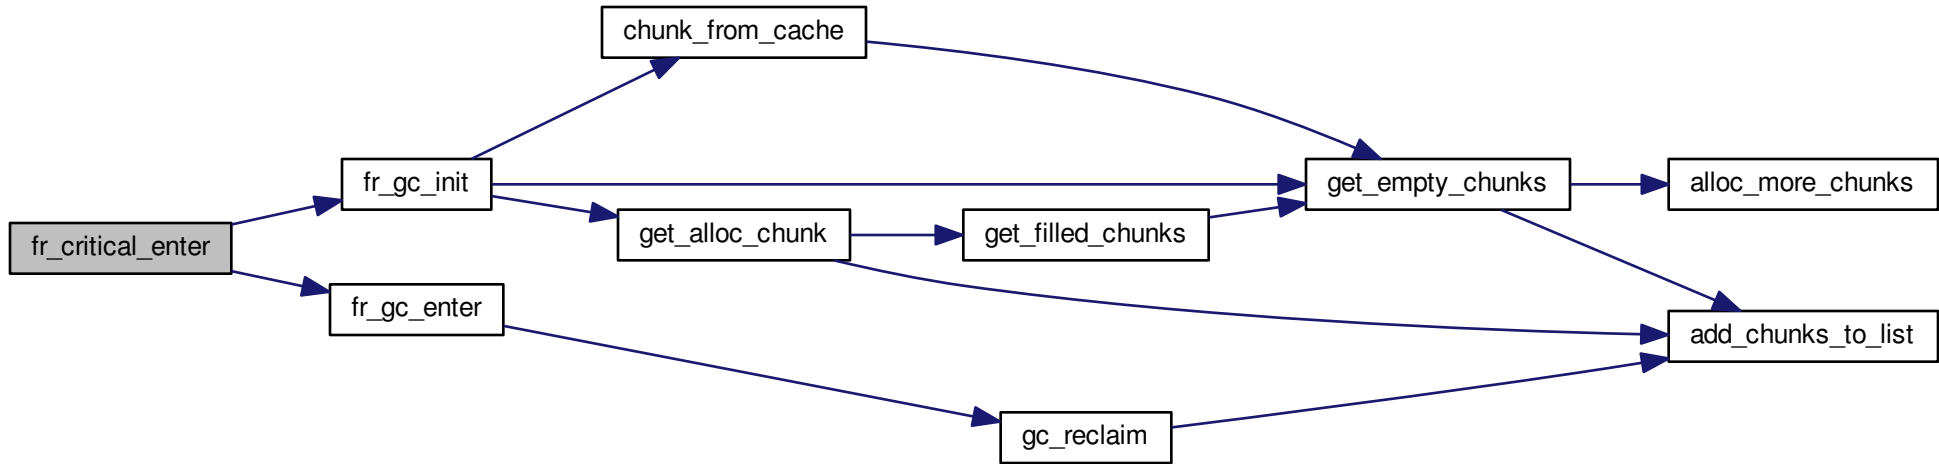 chunk_from_cache
fr_gc_init
get_empty_chunks
alloc_more_chunks
fr_critical_enter
get_alloc_chunk
get_filled_chunks
fr_gc_enter
add_chunks_to_list
gc_reclaim